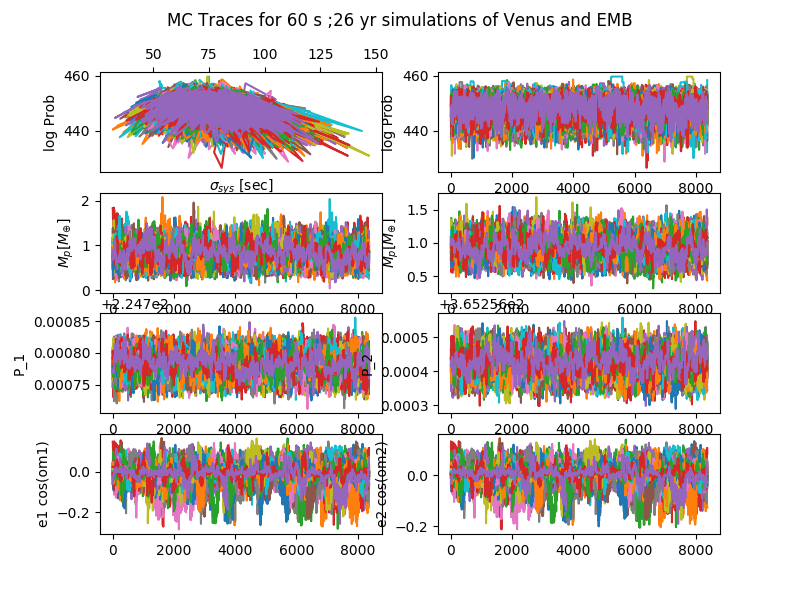 MC Traces for 60 s ;26 yr simulations of Venus and EMB
50 75 100 125 150
460
440
log Prob
σsys [sec]
460
440
log Prob
0 2000 4000 6000 8000
2
1
0
Mp[M⊕]
0 2000 4000 6000 8000
1.5
1.0
0.5
Mp[M⊕]
0 2000 4000 6000 8000
+2.247e2
0.00085
0.00080
0.00075
P_1
0 2000 4000 6000 8000
+3.65256e2
0.0005
0.0004
0.0003
P_2
0 2000 4000 6000 8000
0.0
−0.2
e1 cos(om1)
0 2000 4000 6000 8000
0.0
−0.2
e2 cos(om2)
0 2000 4000 6000 8000